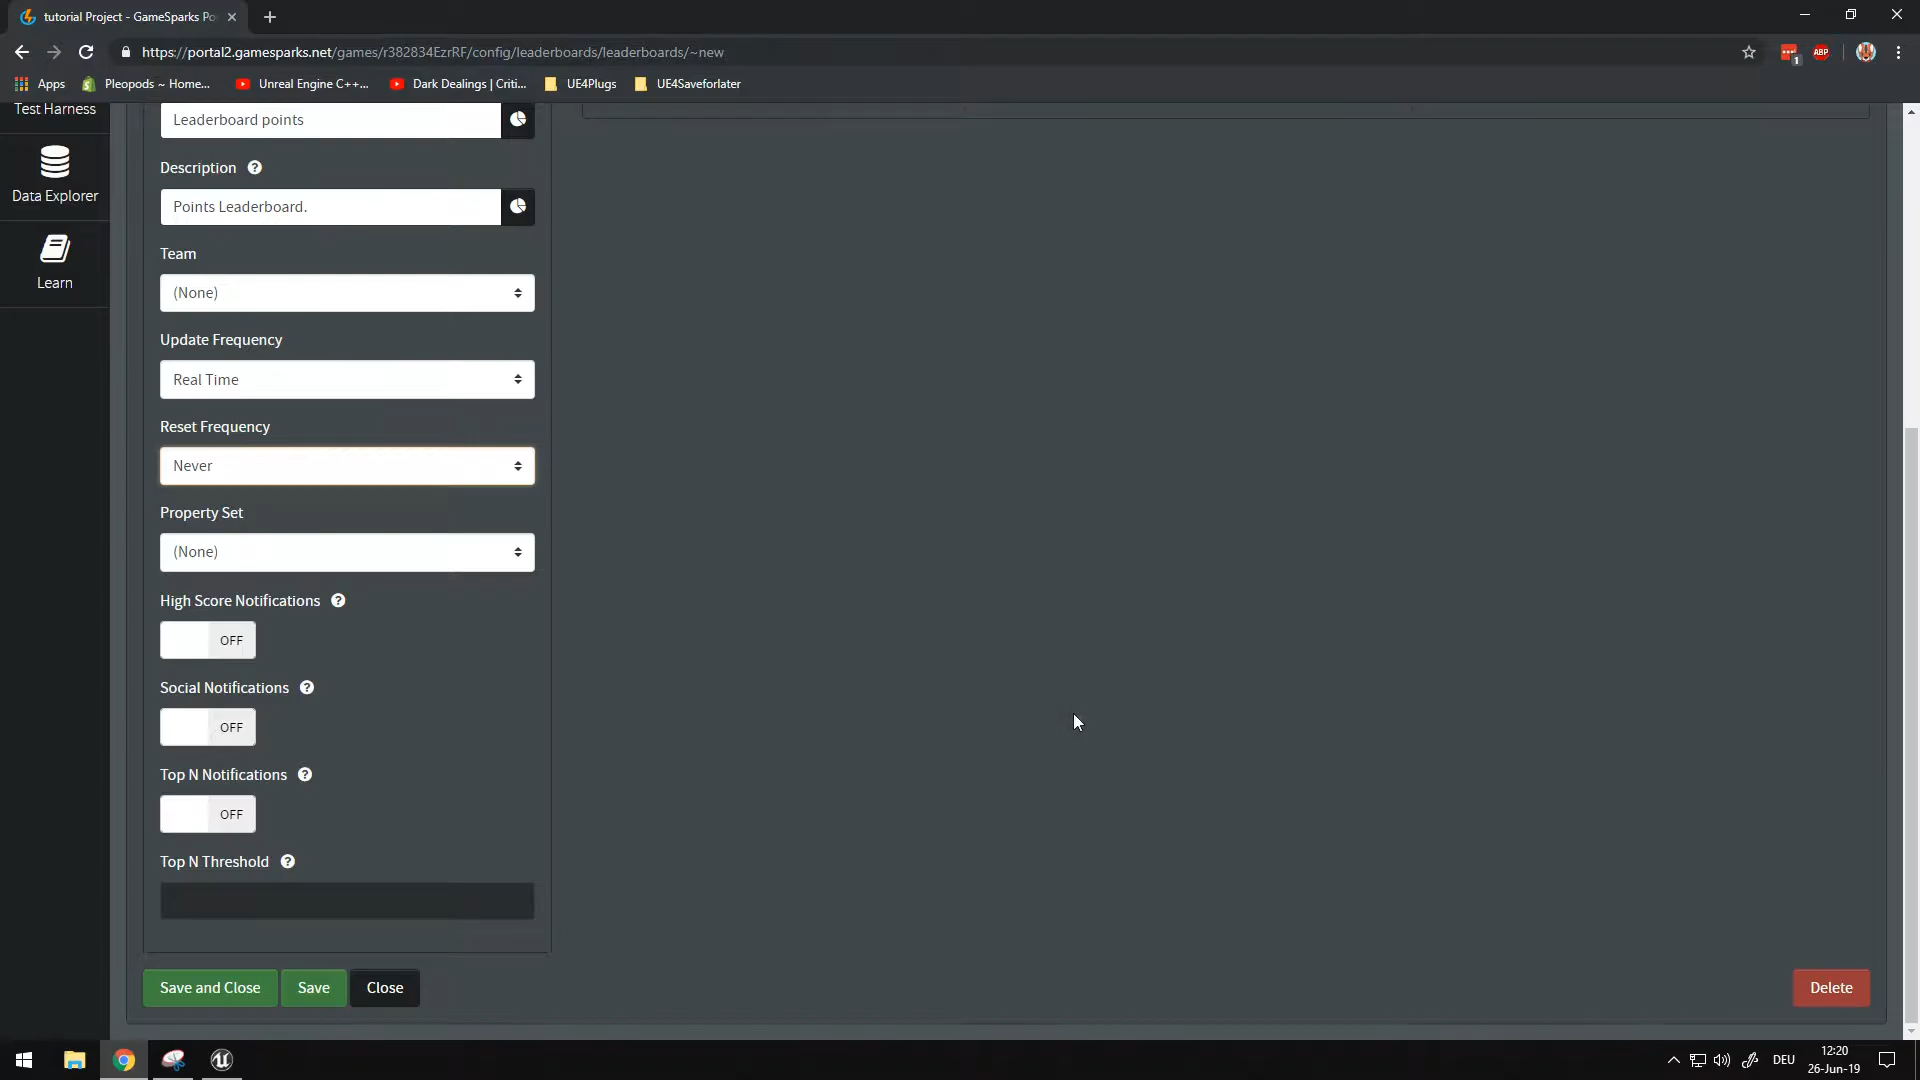 tutorial Project - GameSparks Po
https://portal2.gamesparks.net/games/r382834EzrRF/config/leaderboards/leaderboards/~new
1
ABP
Apps
Pleopods ~ Home...
Unreal Engine C++...
Dark Dealings | Criti...
UE4Plugs
UE4Saveforlater
Test Harness
Data Explorer
Learn
Leaderboard points
Description ?
Points Leaderboard.
Team
(None)
Update Frequency
Real Time
Reset Frequency
Never
Property Set
(None)
High Score Notifications ?
OFF
Social Notifications ?
OFF
Top N Notifications ?
OFF
Top N Threshold ?
Save and Close
Save
Close
Delete
DEU
12:20
26-Jun-19